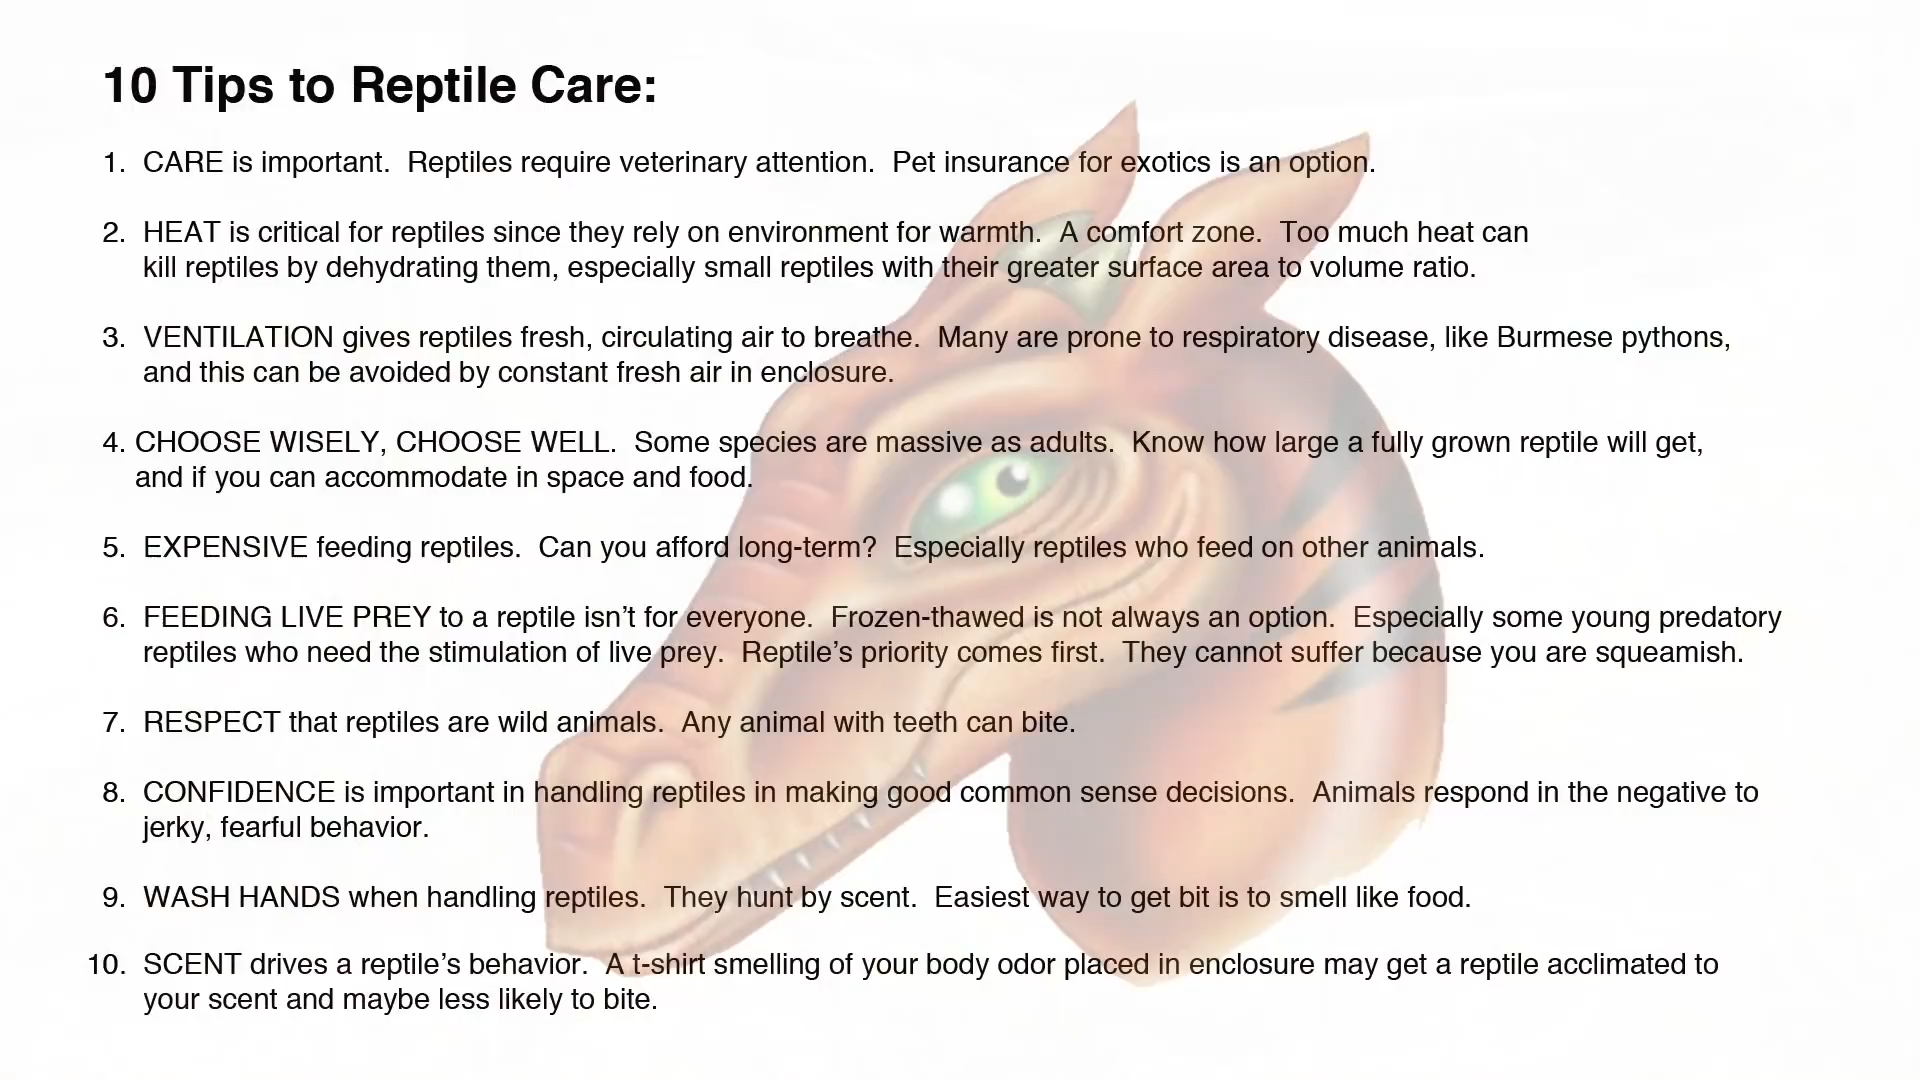 10 Tips to Reptile Care:
1. CARE is important. Reptiles require veterinary attention. Pet insurance for exotics is an option.
2. HEAT is critical for reptiles since they rely on environment for warmth. A comfort zone. Too much heat can
kill reptiles by dehydrating them, especially small reptiles with their greater surface area to volume ratio.
3. VENTILATION gives reptiles fresh, circulating air to breathe. Many are prone to respiratory disease, like Burmese pythons,
and this can be avoided by constant fresh air in enclosure.
4. CHOOSE WISELY, CHOOSE WELL. Some species are massive as adults. Know how large a fully grown reptile will get,
and if you can accommodate in space and food.
5. EXPENSIVE feeding reptiles. Can you afford long-term? Especially reptiles who feed on other animals.
6. FEEDING LIVE PREY to a reptile isn’t for everyone. Frozen-thawed is not always an option. Especially some young predatory
reptiles who need the stimulation of live prey. Reptile’s priority comes first. They cannot suffer because you are squeamish.
7. RESPECT that reptiles are wild animals. Any animal with teeth can bite.
8. CONFIDENCE is important in handling reptiles in making good common sense decisions. Animals respond in the negative to
jerky, fearful behavior.
9. WASH HANDS when handling reptiles. They hunt by scent. Easiest way to get bit is to smell like food.
10. SCENT drives a reptile’s behavior. A t-shirt smelling of your body odor placed in enclosure may get a reptile acclimated to
your scent and maybe less likely to bite.